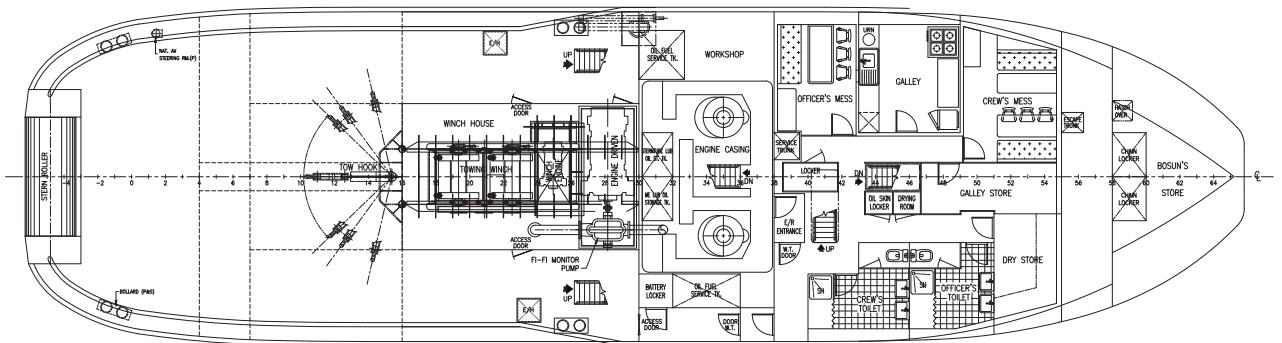 NAT. AV
STEERING RM.(P)
E/H
UP
OIL FUEL
SERVICE TK.
WORKSHOP
URN
OFFICER'S MESS
GALLEY
CREW'S MESS
ESCAPE
TRUNK
ACCESS
DOOR
WINCH HOUSE
TOW HOOK
TOWING WINCH
ENGINE DRIVEN
ENGINE CASING
SERVICE
TRUNK
STERN ROLLER
-4 -2 0 2 4 6 8 10 12 14 16 18 20 22 24 26 28 30 32 34 36 38 40 42 44 46 48 50 52 54 56 58 60 62 64
DN
ME LUB OIL
STORAGE TK.
LOCKER
DN
OIL SKIN
LOCKER
DRYING
ROOM
GALLEY STORE
CHAIN
LOCKER
CHAIN
LOCKER
BOSUN'S
STORE
E/R
ENTRANCE
UP
W.T.
DOOR
ACCESS
DOOR
FI-FI MONITOR
PUMP
DRY STORE
BOLLARD (P&S)
E/H
UP
BATTERY
LOCKER
OIL FUEL
SERVICE TK.
SH
CREW'S
TOILET
SH
OFFICER'S
TOILET
ACCESS
DOOR
DOOR
W.T.